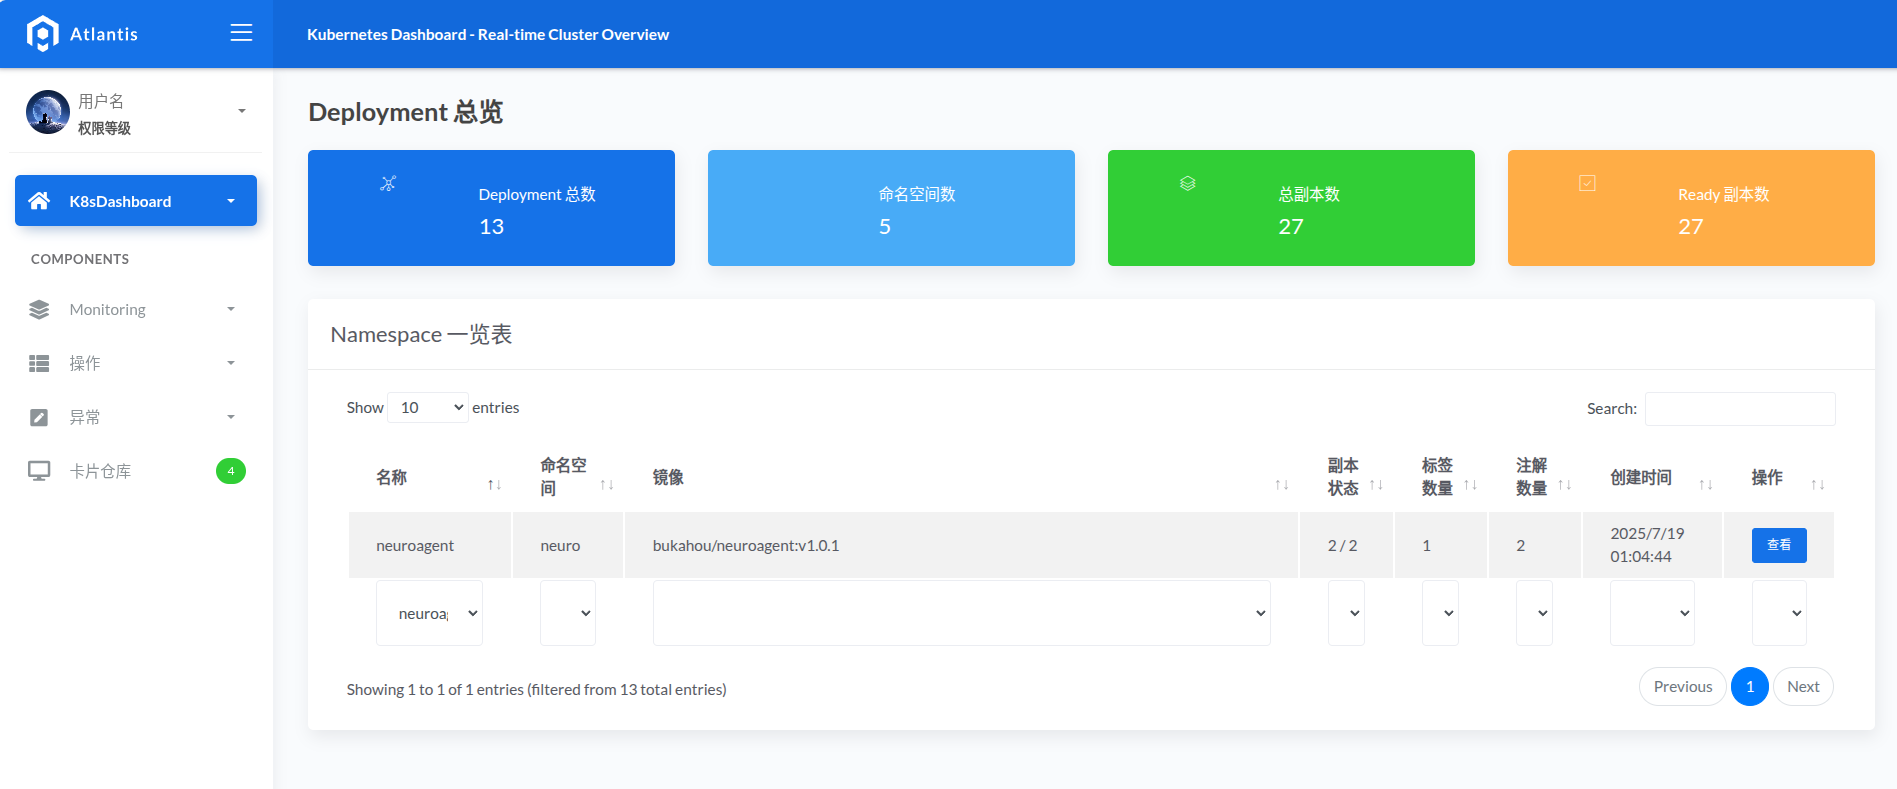 Atlantis
Kubernetes Dashboard - Real-time Cluster Overview
用户名
权限等级
K8sDashboard
COMPONENTS
Monitoring
操作
异常
卡片仓库 4
Deployment 总览
Deployment 总数
13
命名空间数
5
总副本数
27
Ready 副本数
27
Namespace 一览表
Show 10 entries
Search:
名称 ↑↓ 命名空间 ↑↓ 镜像 ↑↓ 副本状态 ↑↓ 标签数量 ↑↓ 注解数量 ↑↓ 创建时间 ↑↓ 操作 ↑↓
neuroagent neuro bukahou/neuroagent:v1.0.1 2 / 2 1 2 2025/7/19 01:04:44 查看
neuroag
Showing 1 to 1 of 1 entries (filtered from 13 total entries)
Previous 1 Next